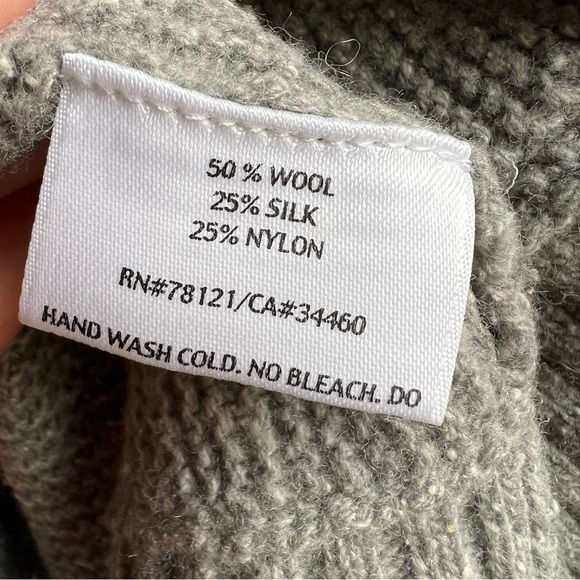 50 % WOOL
25% SILK
25% NYLON
RN#78121/CA#34460
HAND WASH COLD. NO BLEACH. DO